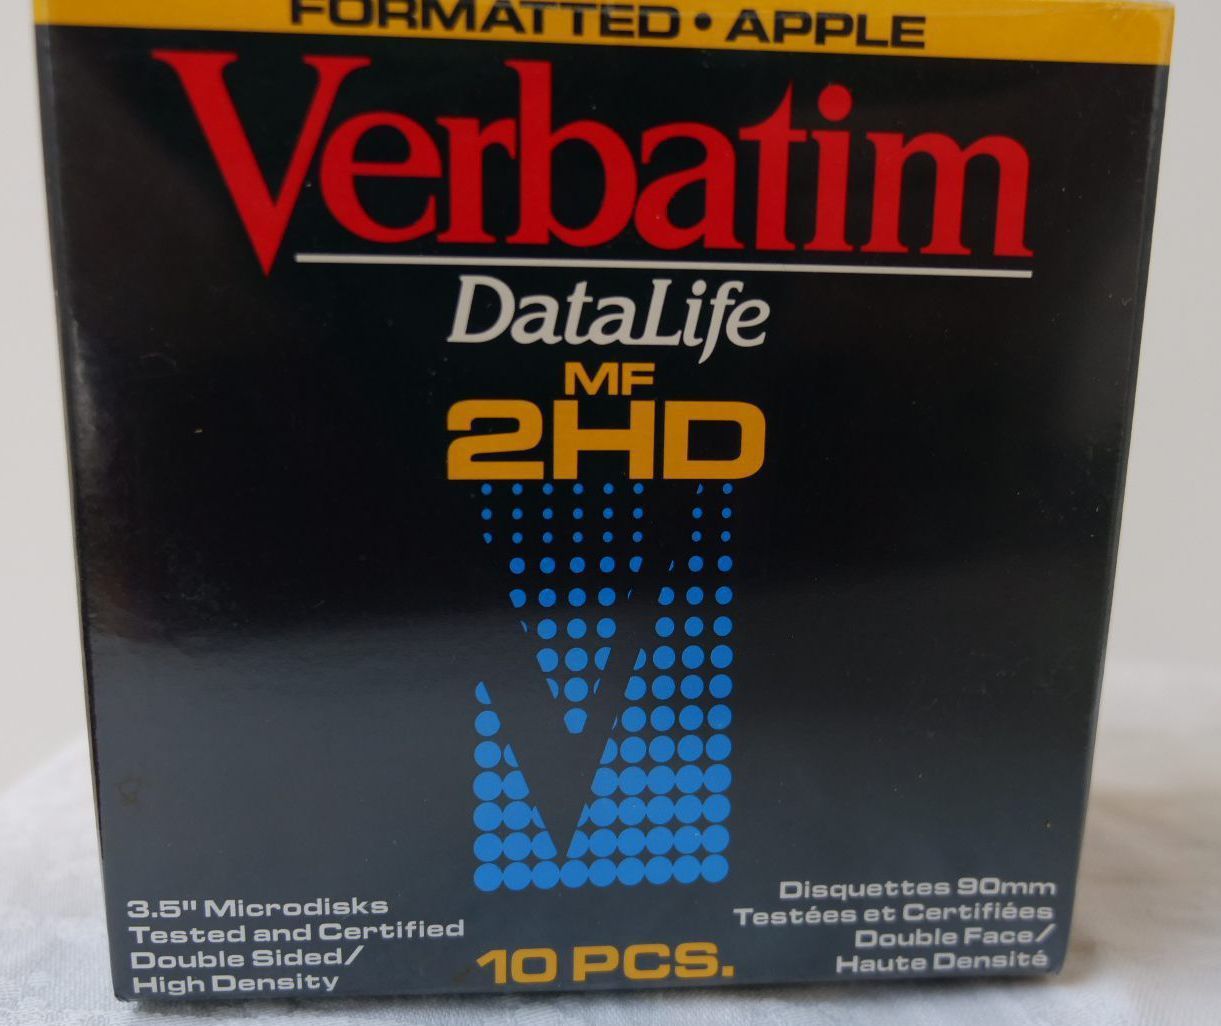 FORMATTED • APPLE
Verbatim
DataLife
MF
2HD
3.5" Microdisks
Tested and Certified
Double Sided/
High Density
10 PCS.
Disquettes 90mm
Testées et Certifiées
Double Face/
Haute Densité